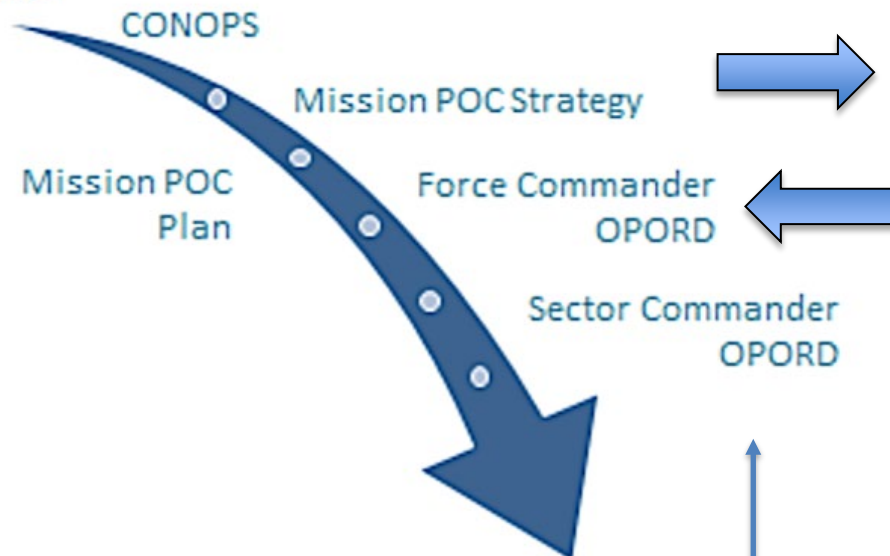 CONOPS
Mission POC Strategy
Mission POC
Plan
Force Commander
OPORD
Sector Commander
OPORD